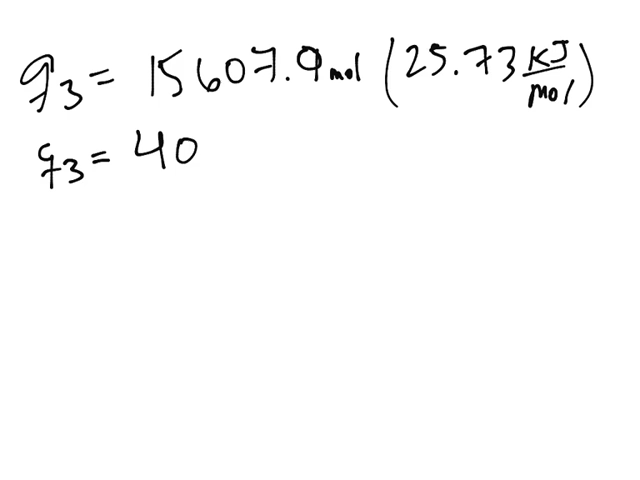 q₃ = 15607.9 mol (25.73 KJ/mol)
q₃ = 40